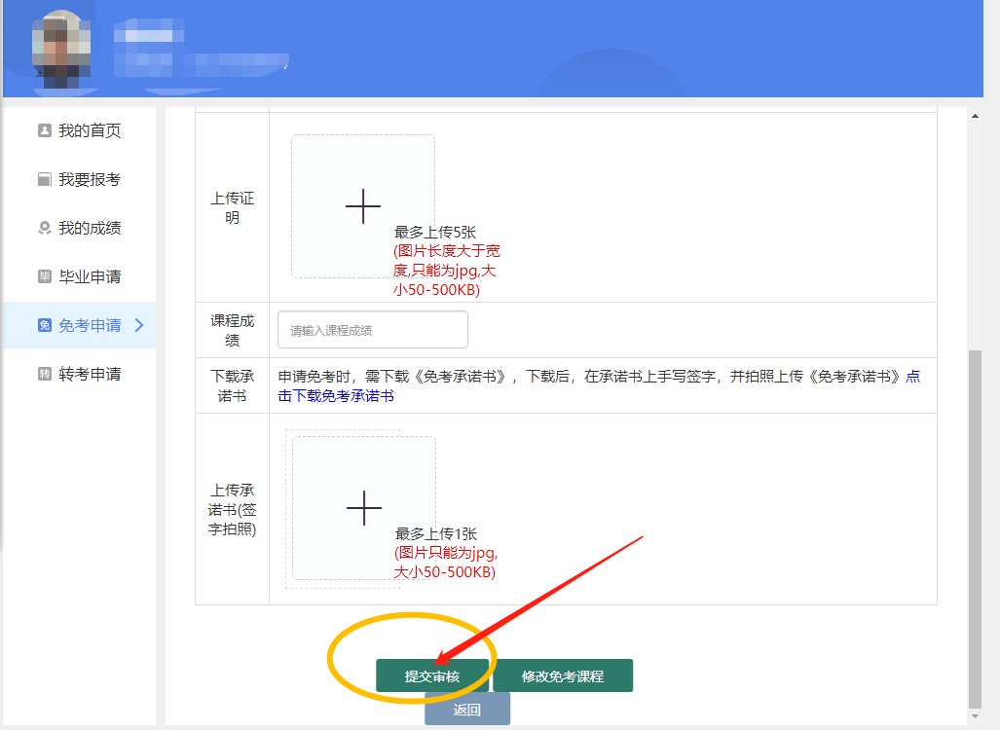 我的首页
我要报考
我的成绩
毕 毕业申请
免 免考申请
转 转考申请
上传证
明
最多上传5张
(图片长度大于宽
度,只能为jpg,大
小50-500KB)
课程成
绩
请输入课程成绩
下载承
诺书
申请免考时，需下载《免考承诺书》，下载后，在承诺书上手写签字，并拍照上传《免考承诺书》点
击下载免考承诺书
上传承
诺书(签
字拍照)
最多上传1张
(图片只能为jpg,
大小50-500KB)
提交审核
修改免考课程
返回